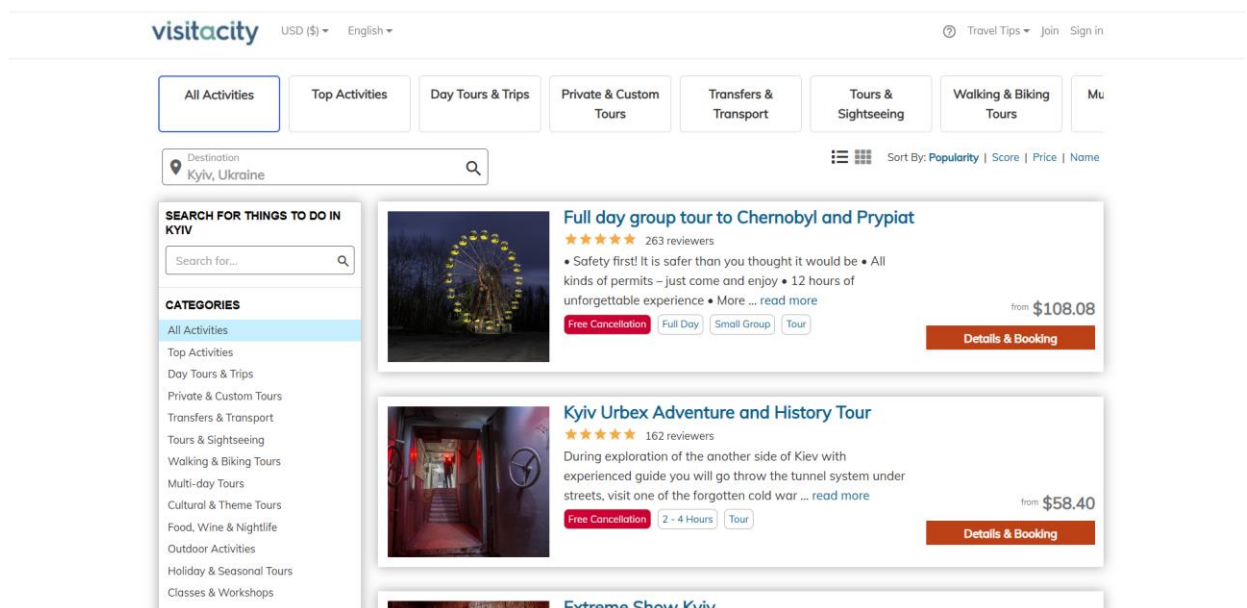 visitacity
USD ($)
English
Travel Tips
Join
Sign in
All Activities
Top Activities
Day Tours & Trips
Private & Custom
Tours
Transfers &
Transport
Tours &
Sightseeing
Walking & Biking
Tours
Mu
Destination
Kyiv, Ukraine
Sort By: Popularity | Score | Price | Name
SEARCH FOR THINGS TO DO IN
KYIV
Search for...
CATEGORIES
All Activities
Top Activities
Day Tours & Trips
Private & Custom Tours
Transfers & Transport
Tours & Sightseeing
Walking & Biking Tours
Multi-day Tours
Cultural & Theme Tours
Food, Wine & Nightlife
Outdoor Activities
Holiday & Seasonal Tours
Classes & Workshops
Full day group tour to Chernobyl and Prypiat
263 reviewers
• Safety first! It is safer than you thought it would be • All
kinds of permits – just come and enjoy • 12 hours of
unforgettable experience • More ... read more
Free Cancellation
Full Day
Small Group
Tour
from $108.08
Details & Booking
Kyiv Urbex Adventure and History Tour
162 reviewers
During exploration of the another side of Kiev with
experienced guide you will go throw the tunnel system under
streets, visit one of the forgotten cold war ... read more
Free Cancellation
2 - 4 Hours
Tour
from $58.40
Details & Booking
Extreme Show Kyiv